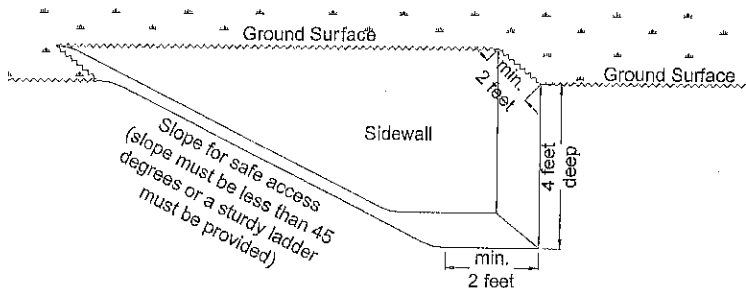 Ground Surface
min.
2 feet
Ground Surface
Sidewall
4 feet
deep
Slope for safe access
(slope must be less than 45
degrees or a sturdy ladder
must be provided)
min.
2 feet